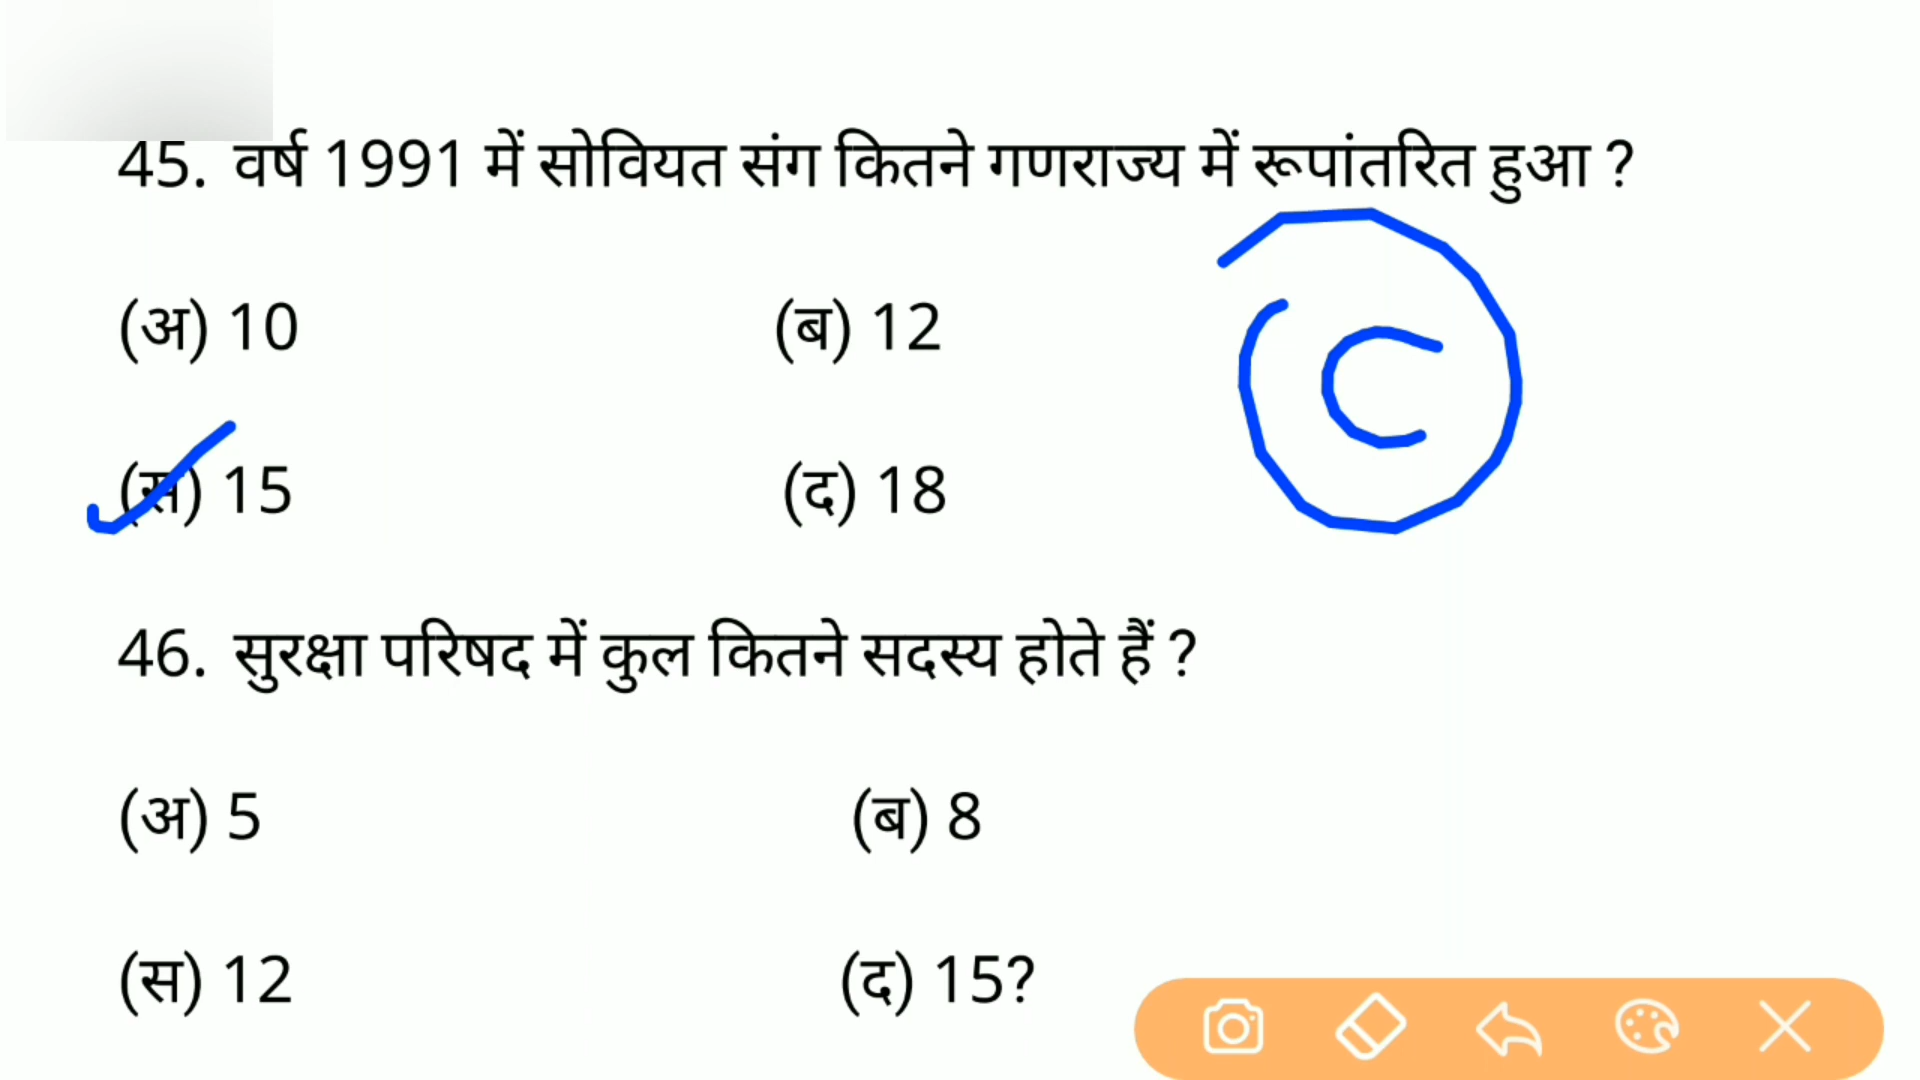 45. वर्ष 1991 में सोवियत संग कितने गणराज्य में रूपांतरित हुआ ?
(अ) 10 (ब) 12
C
(स) 15 (द) 18
46. सुरक्षा परिषद में कुल कितने सदस्य होते हैं ?
(अ) 5 (ब) 8
(स) 12 (द) 15?